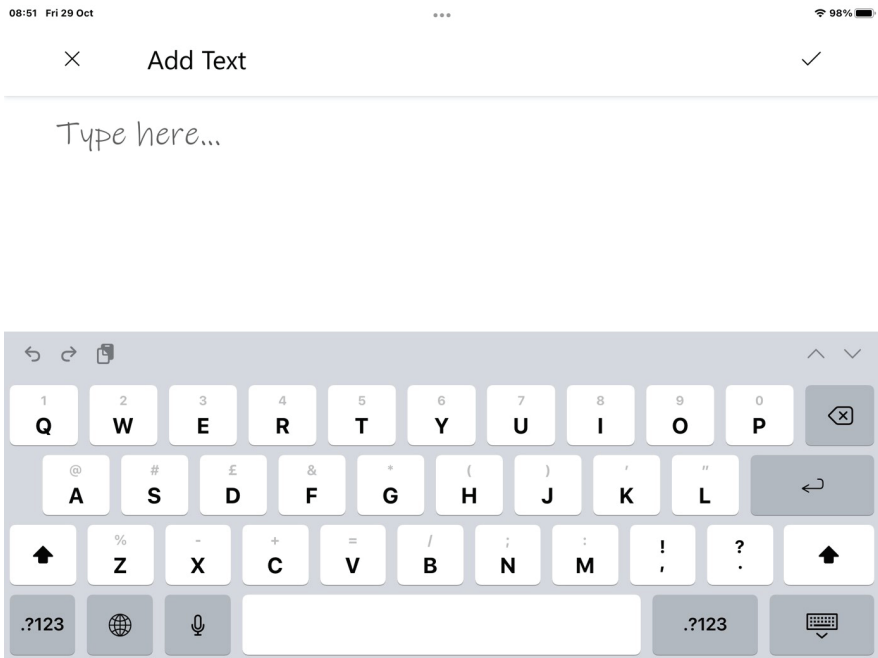 08:51 Fri 29 Oct 98%
Add Text
Type here...
1 2 3 4 5 6 7 8 9 0
Q W E R T Y U I O P
@ # £ & * ( ) ' "
A S D F G H J K L
% - + = / ; : ! ?
Z X C V B N M , .
.?123 .?123